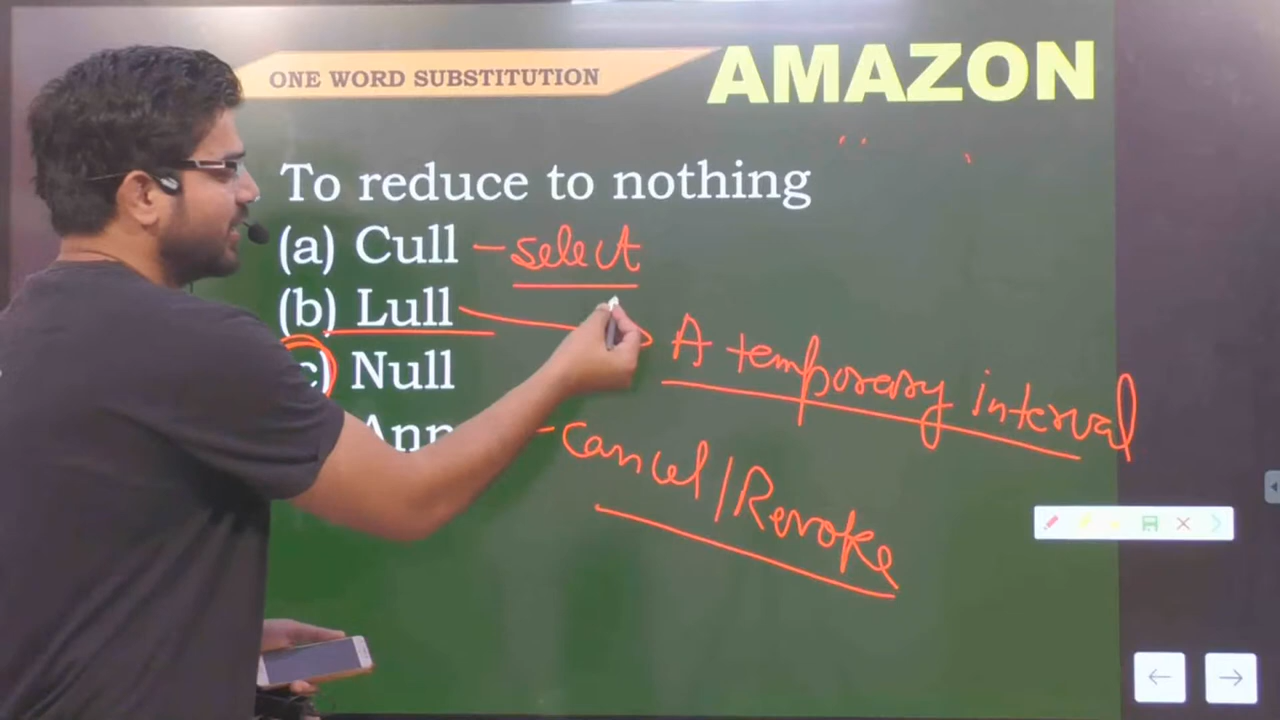 ONE WORD SUBSTITUTION
AMAZON
To reduce to nothing
(a) Cull – select
(b) Lull
A temporary interval
c) Null
– cancel/Revoke